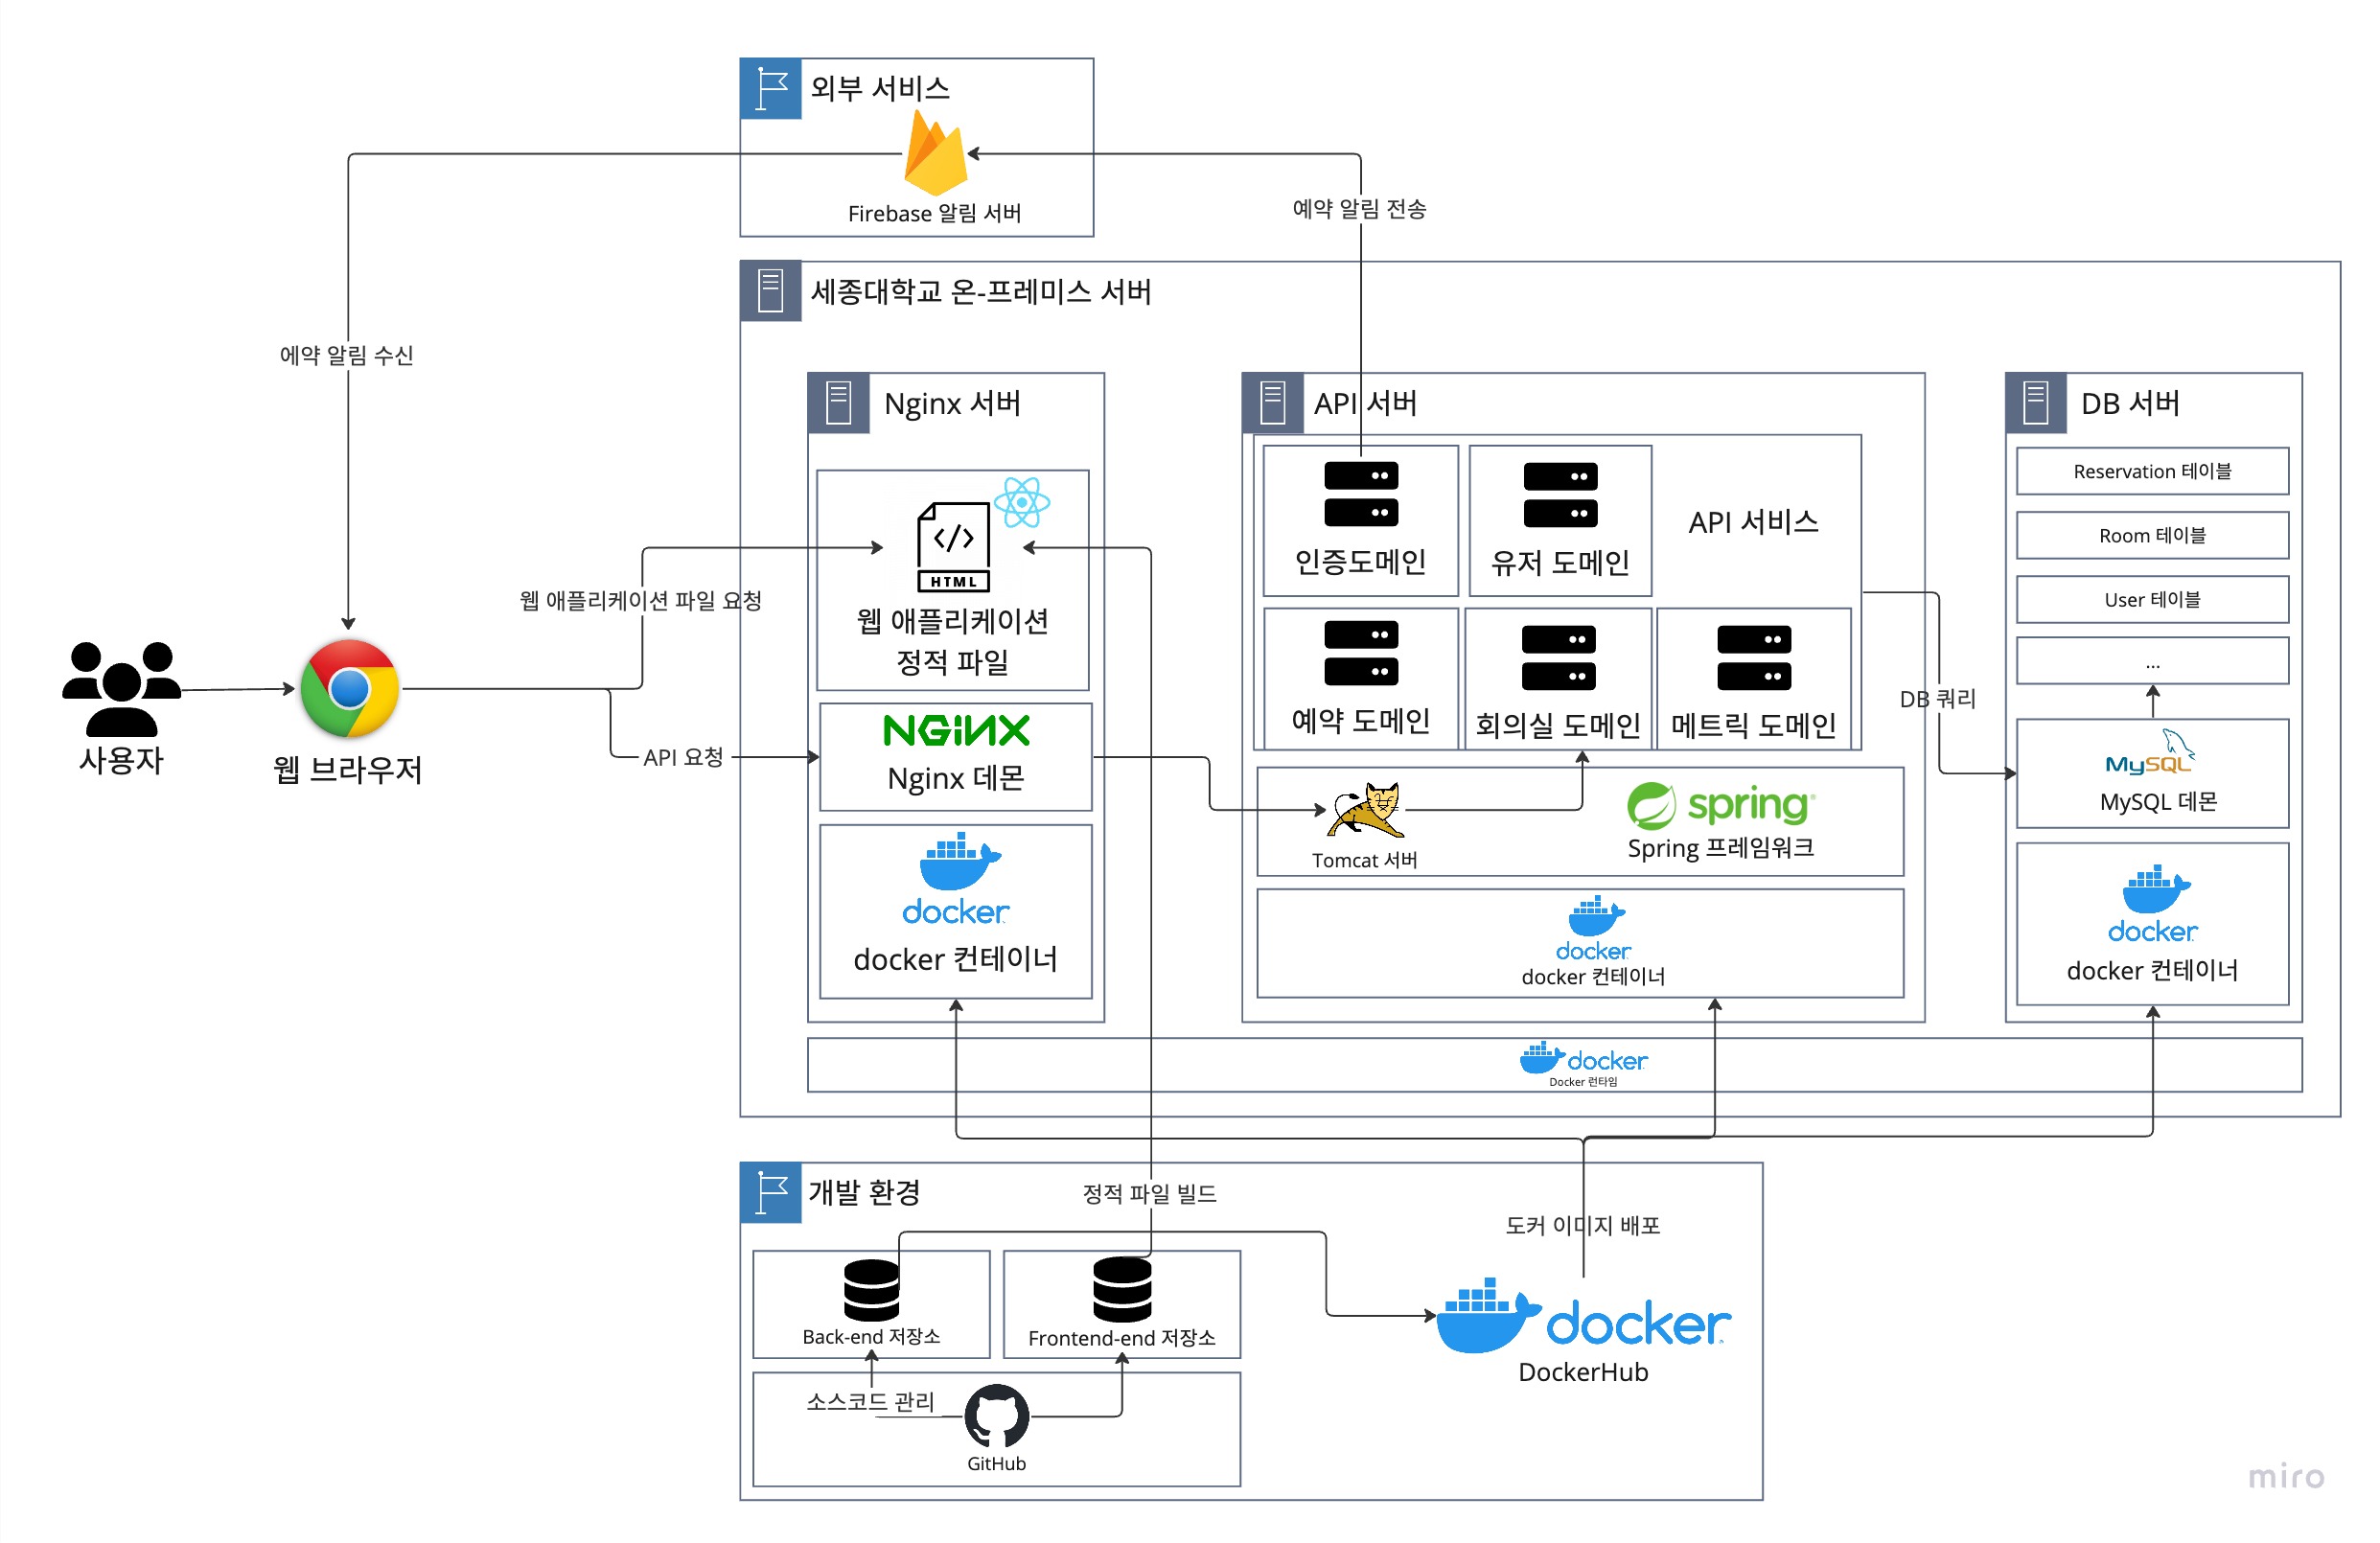 외부 서비스
Firebase 알림 서버
예약 알림 전송
세종대학교 온-프레미스 서버
에약 알림 수신
Nginx 서버
API 서버
DB 서버
Reservation 테이블
Room 테이블
User 테이블
...
인증도메인
유저 도메인
API 서비스
HTML
웹 애플리케이션
정적 파일
웹 애플리케이션 파일 요청
예약 도메인
회의실 도메인
메트릭 도메인
DB 쿼리
사용자
웹 브라우저
API 요청
NGINX
Nginx 데몬
MySQL
MySQL 데몬
Tomcat 서버
spring
Spring 프레임워크
docker
docker 컨테이너
docker
docker 컨테이너
docker
docker 컨테이너
docker
Docker 런타임
개발 환경
정적 파일 빌드
도커 이미지 배포
Back-end 저장소
Frontend-end 저장소
docker
DockerHub
소스코드 관리
GitHub
miro